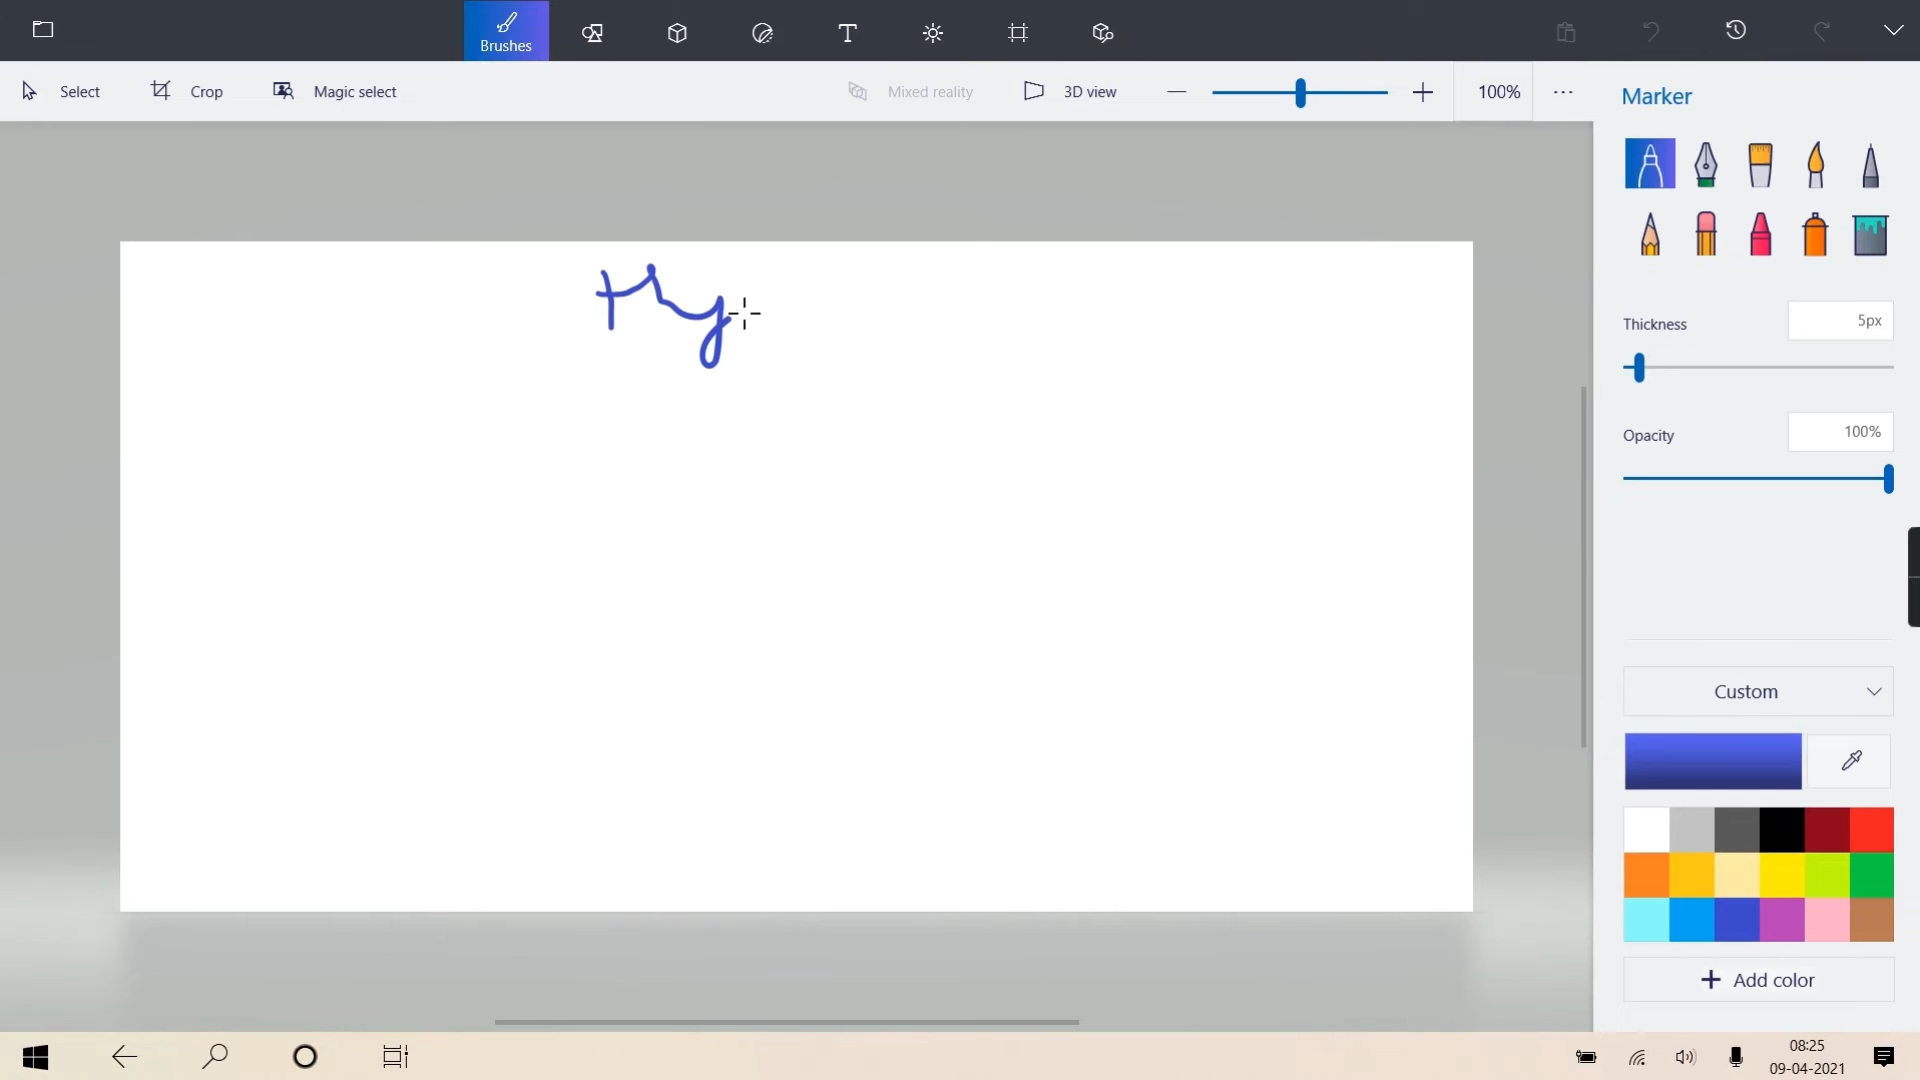 Brushes
Select
Crop
Magic select
Mixed reality
3D view
100%
Marker
Thickness
5px
Opacity
100%
Custom
Add color
08:25
09-04-2021